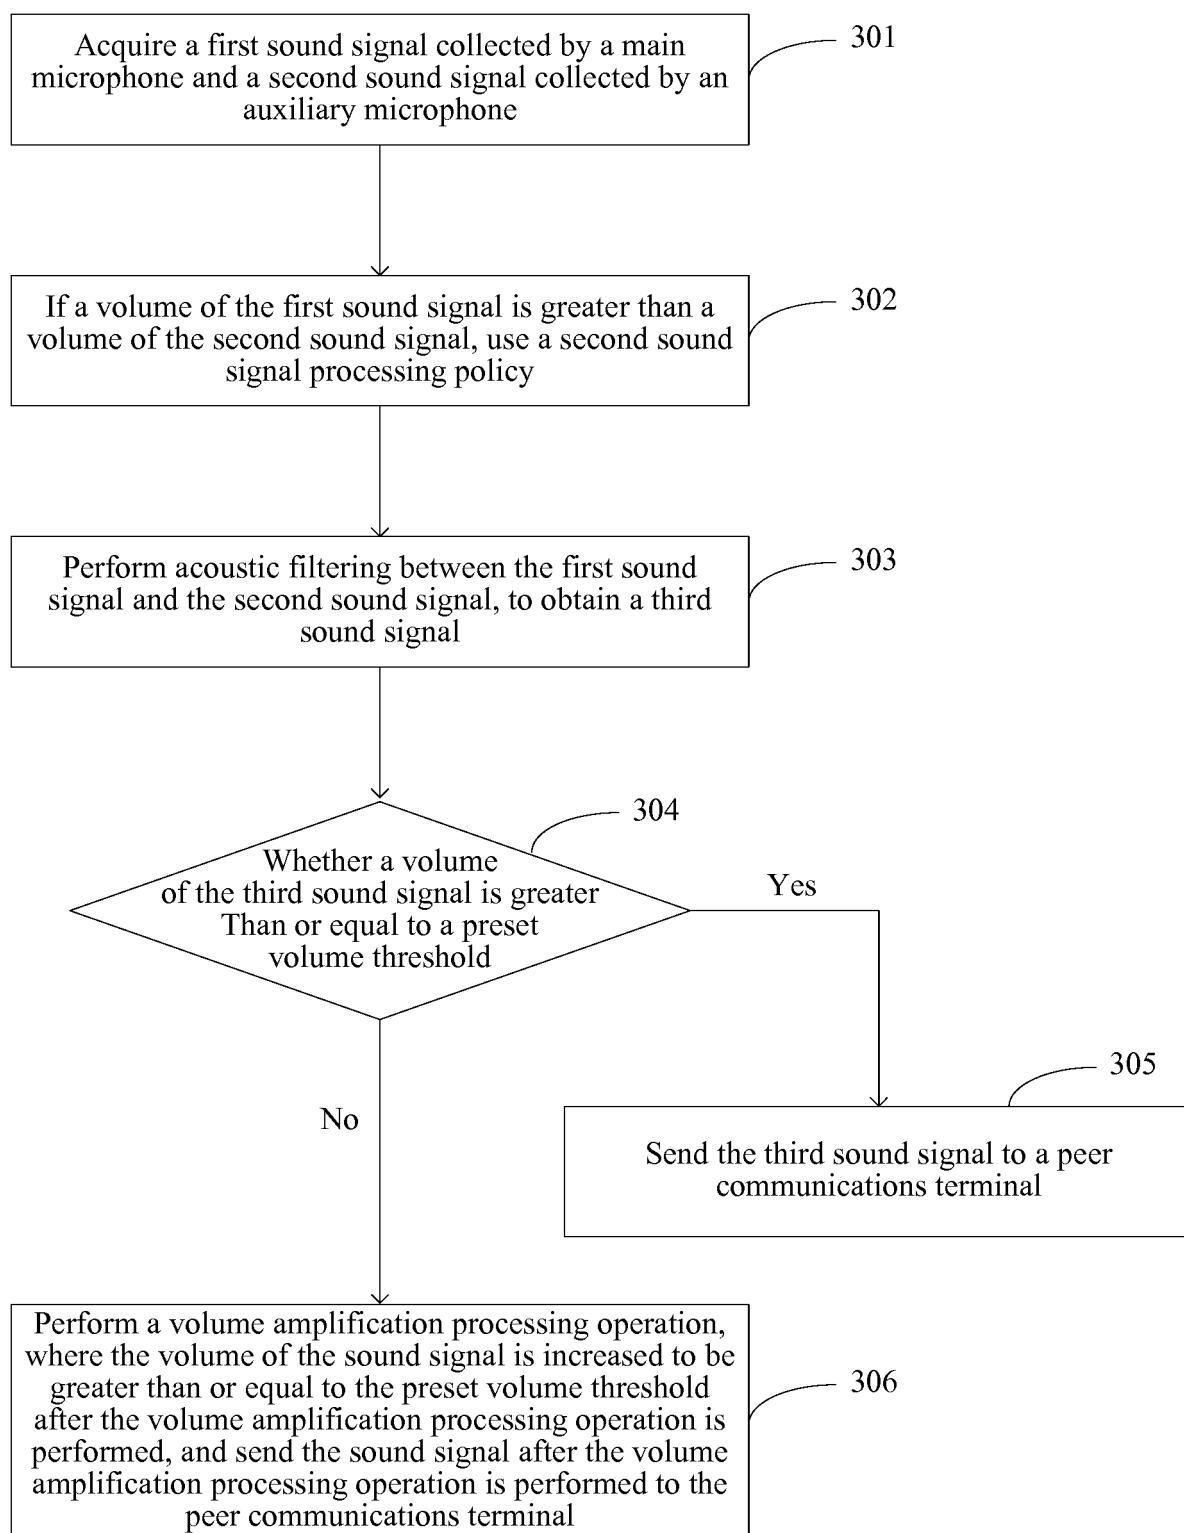 Acquire a first sound signal collected by a main
microphone and a second sound signal collected by an
auxiliary microphone
301
If a volume of the first sound signal is greater than a
volume of the second sound signal, use a second sound
signal processing policy
302
Perform acoustic filtering between the first sound
signal and the second sound signal, to obtain a third
sound signal
303
304
Whether a volume
of the third sound signal is greater
Than or equal to a preset
volume threshold
Yes
No
305
Send the third sound signal to a peer
communications terminal
Perform a volume amplification processing operation,
where the volume of the sound signal is increased to be
greater than or equal to the preset volume threshold
after the volume amplification processing operation is
performed, and send the sound signal after the volume
amplification processing operation is performed to the
peer communications terminal
306